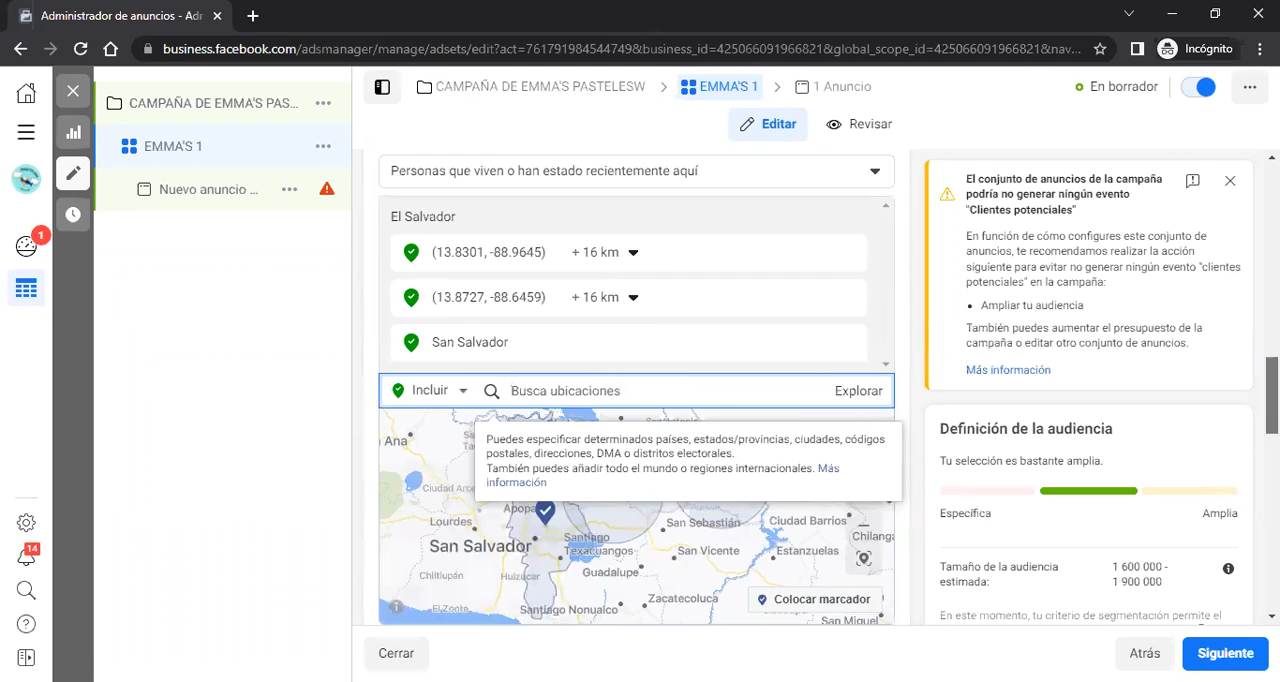 Administrador de anuncios - Adr
business.facebook.com/adsmanager/manage/adsets/edit?act=761791984544749&business_id=425066091966821&global_scope_id=425066091966821&nav...
Incógnito
CAMPAÑA DE EMMA'S PAS...
EMMA'S 1
Nuevo anuncio ...
1
14
CAMPAÑA DE EMMA'S PASTELESW
EMMA'S 1
1 Anuncio
En borrador
Editar
Revisar
Personas que viven o han estado recientemente aquí
El Salvador
(13.8301, -88.9645) + 16 km
(13.8727, -88.6459) + 16 km
San Salvador
Incluir
Busca ubicaciones
Explorar
Puedes especificar determinados países, estados/provincias, ciudades, códigos
postales, direcciones, DMA o distritos electorales.
También puedes añadir todo el mundo o regiones internacionales. Más
información
Ana
Ciudad Arc
Apopa
Lourdes
San Salvador
Santiago
Texacuangos
San Sebastián
Ciudad Barrios
Chilanga
San Vicente
Estanzuelas
Chiltiupán
Huizúcar
Guadalupe
Zacatecoluca
El Zonte
Santiago Nonualco
San Miguel
Colocar marcador
El conjunto de anuncios de la campaña
podría no generar ningún evento
"Clientes potenciales"
En función de cómo configures este conjunto de
anuncios, te recomendamos realizar la acción
siguiente para evitar no generar ningún evento "clientes
potenciales" en la campaña:
Ampliar tu audiencia
También puedes aumentar el presupuesto de la
campaña o editar otro conjunto de anuncios.
Más información
Definición de la audiencia
Tu selección es bastante amplia.
Específica
Amplia
Tamaño de la audiencia
estimada:
1 600 000 -
1 900 000
En este momento, tu criterio de segmentación permite el
Cerrar
Atrás
Siguiente